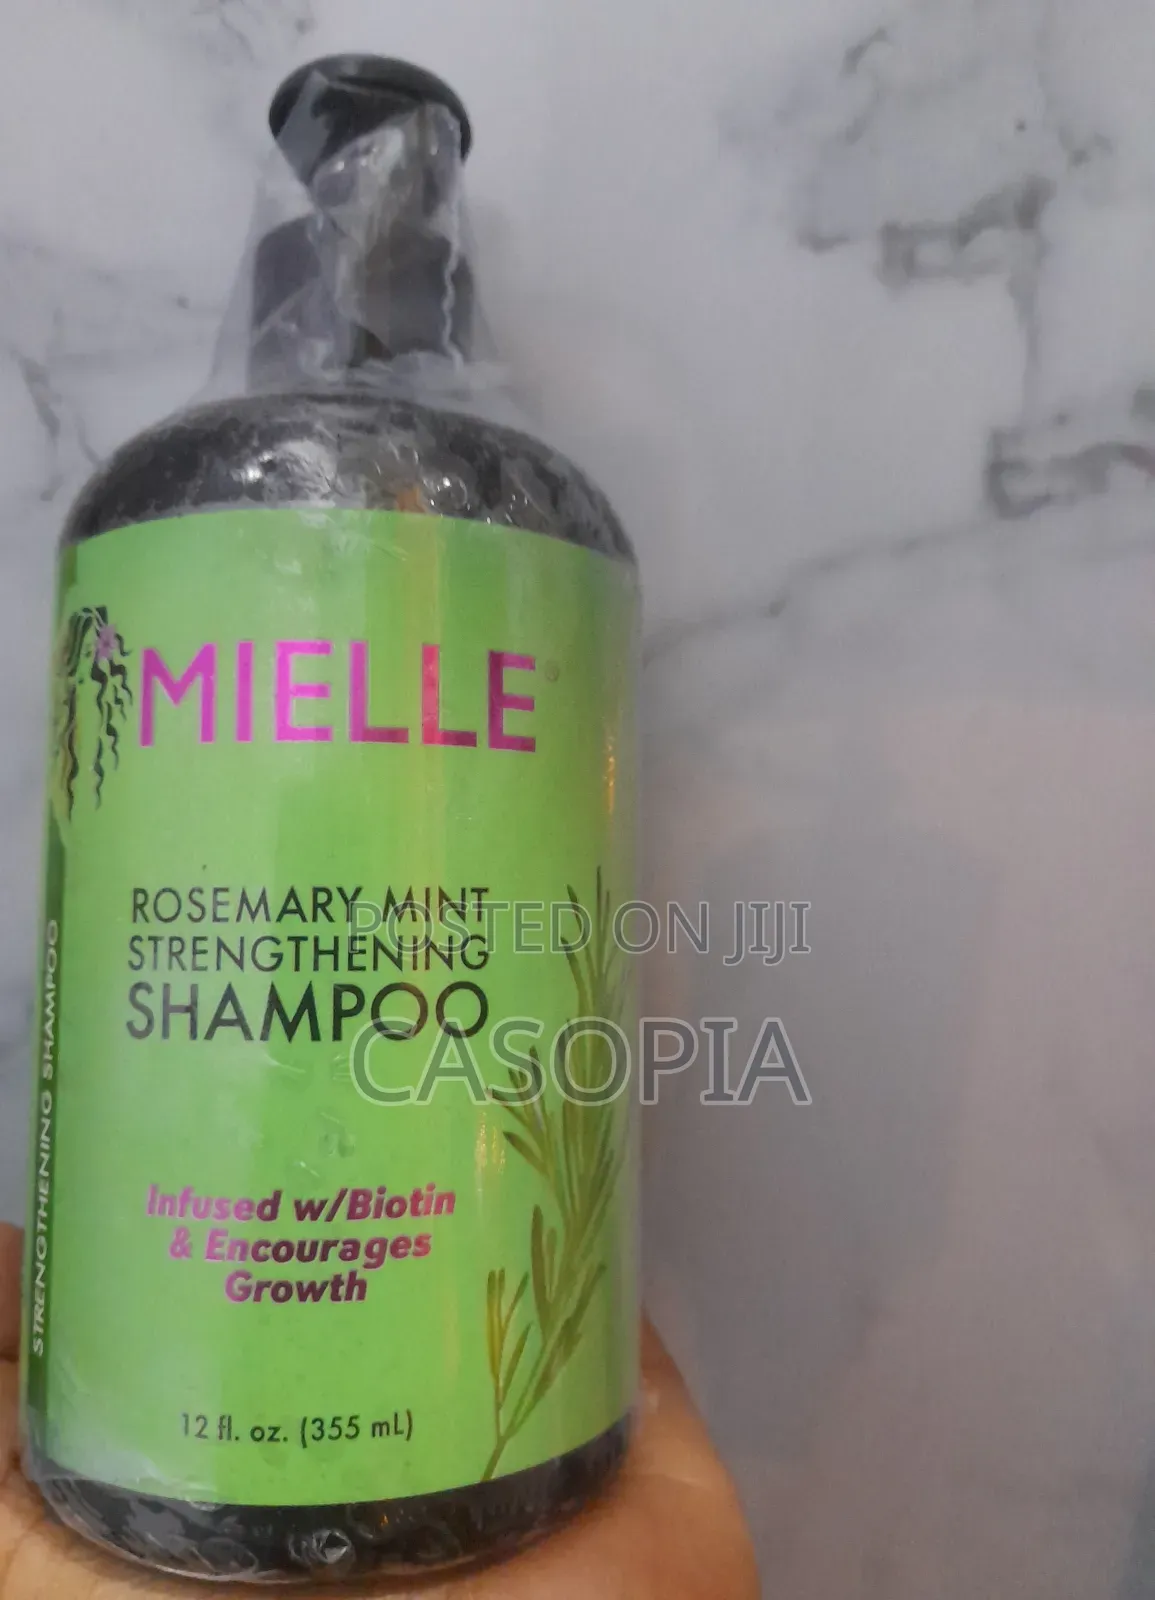 MIELLE®
ROSEMARY MINT
STRENGTHENING
SHAMPOO
POSTED ON JIJI
CASOPIA
Infused w/Biotin
& Encourages
Growth
12 fl. oz. (355 mL)
STRENGTHENING SHAMPOO